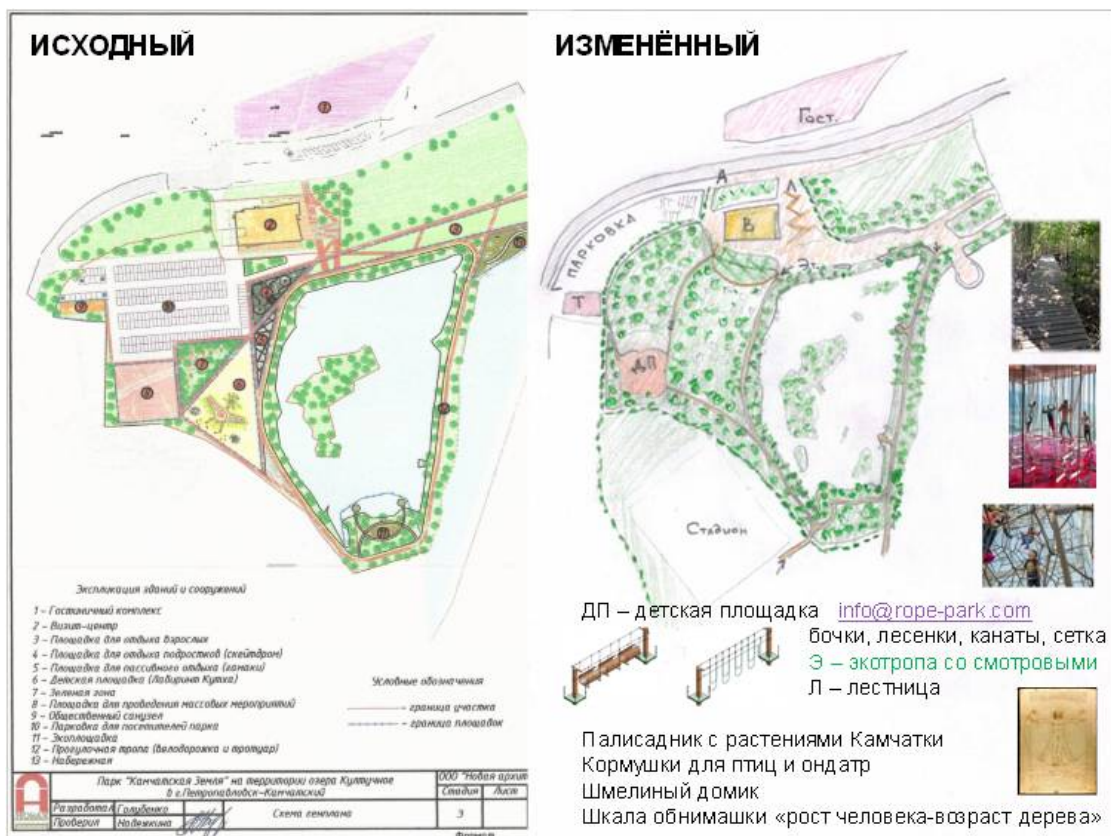 ИСХОДНЫЙ
ИЗМЕНЁННЫЙ
Гост.
А
Л
В
ПАРКОВКА
Э
Т
ДП
Стадион
Экспликация зданий и сооружений
1 – Гостиничный комплекс
2 – Визит-центр
3 – Площадка для отдыха взрослых
4 – Площадка для отдыха подростков (скейтдром)
5 – Площадка для пассивного отдыха (гамаки)
6 – Детская площадка (Лабиринт Кутха)
7 – Зеленая зона
8 – Площадка для проведения массовых мероприятий
9 – Общественный санузел
10 – Парковка для посетителей парка
11 – Экоплощадка
12 – Прогулочная тропа (велодорожка и тротуар)
13 – Набережная
Условные обозначения
– граница участка
– граница площадок
Парк "Камчатская Земля" на территории озера Култучное
в г.Петропавловск-Камчатский
ООО "Новая архит
Стадия Лист
Разработал Голубенко
Схема генплана
Э
Проверил Надежкина
Формат
ДП – детская площадка info@rope-park.com
бочки, лесенки, канаты, сетка
Э – экотропа со смотровыми
Л – лестница
Палисадник с растениями Камчатки
Кормушки для птиц и ондатр
Шмелиный домик
Шкала обнимашки «рост человека-возраст дерева»